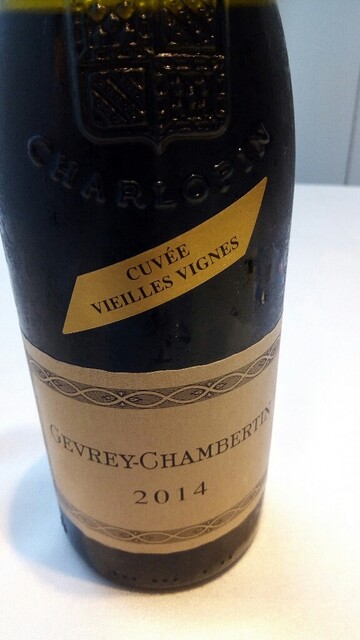 CHARLOPIN
CUVÉE
VIEILLES VIGNES
GEVREY-CHAMBERTIN
2014